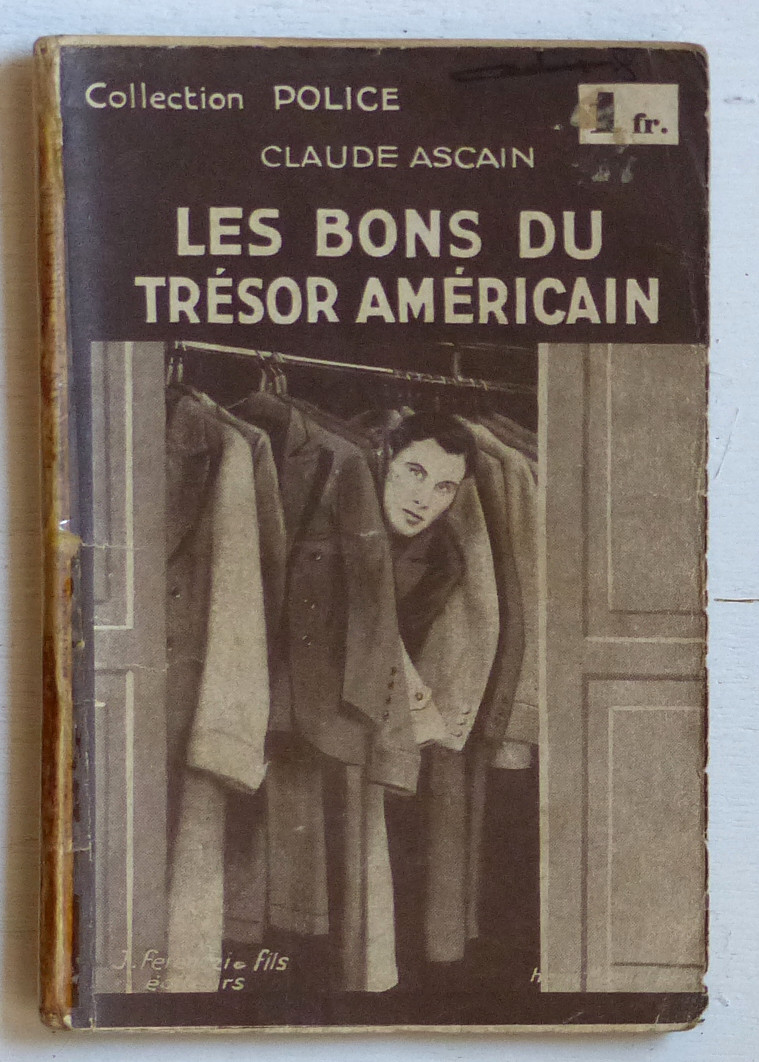 Collection POLICE
1 fr.
CLAUDE ASCAIN
LES BONS DU
TRÉSOR AMÉRICAIN
J. Ferenczi & fils
éditeurs